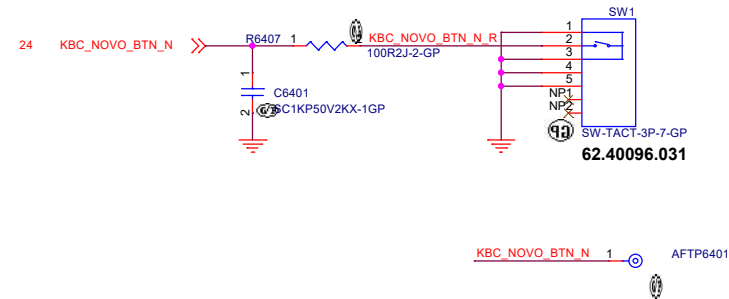 SW1
24 KBC_NOVO_BTN_N
R6407 1 2 KBC_NOVO_BTN_N_R
100R2J-2-GP
1
2
3
4
5
NP1
NP2
1
2
C6401
SC1KP50V2KX-1GP
SW-TACT-3P-7-GP
62.40096.031
KBC_NOVO_BTN_N 1 AFTP6401